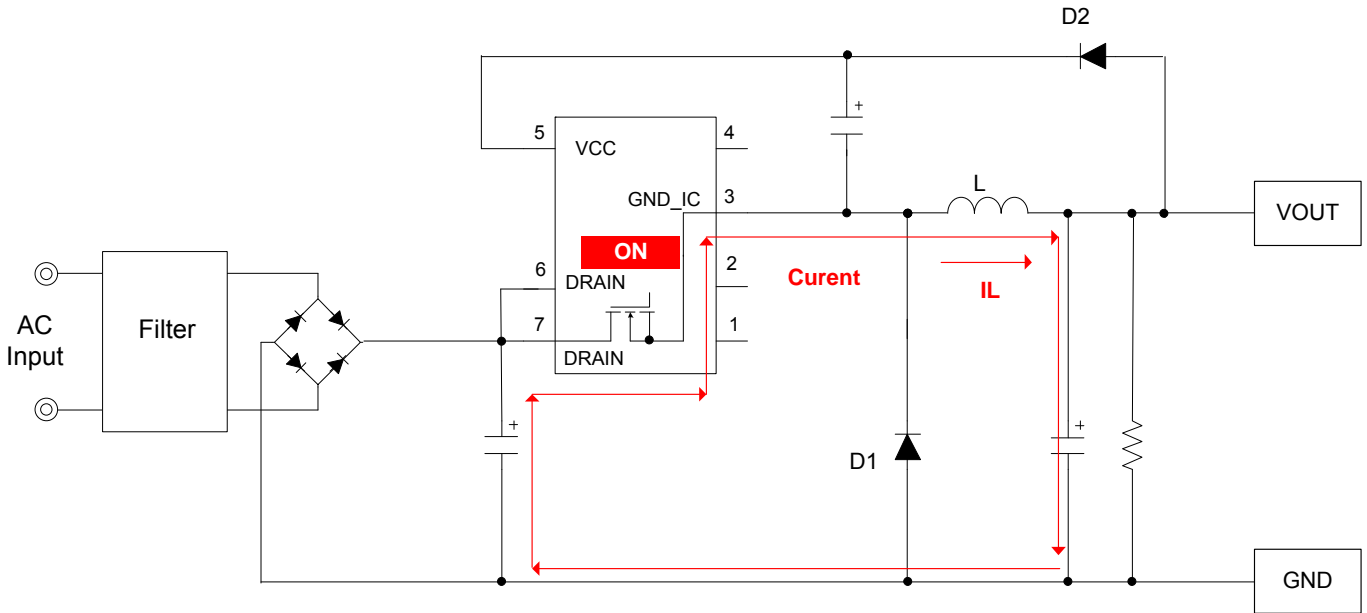 D2
+
5
4
VCC
GND_IC
3
L
VOUT
ON
6
2
Curent
IL
DRAIN
AC
Input
Filter
7
1
DRAIN
+
D1
+
GND